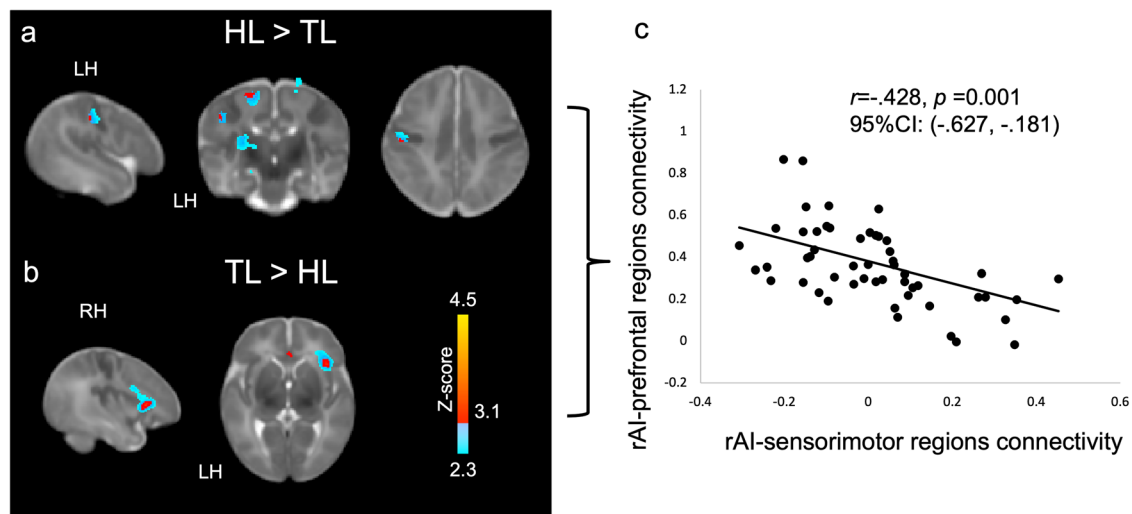 a
HL > TL
LH
LH
b
TL > HL
RH
LH
Z-score
4.5
3.1
2.3
c
r=-.428, p =0.001
95%CI: (-.627, -.181)
rAI-prefrontal regions connectivity
1.2
1
0.8
0.6
0.4
0.2
0
-0.2
-0.4 -0.2 0 0.2 0.4 0.6
rAI-sensorimotor regions connectivity